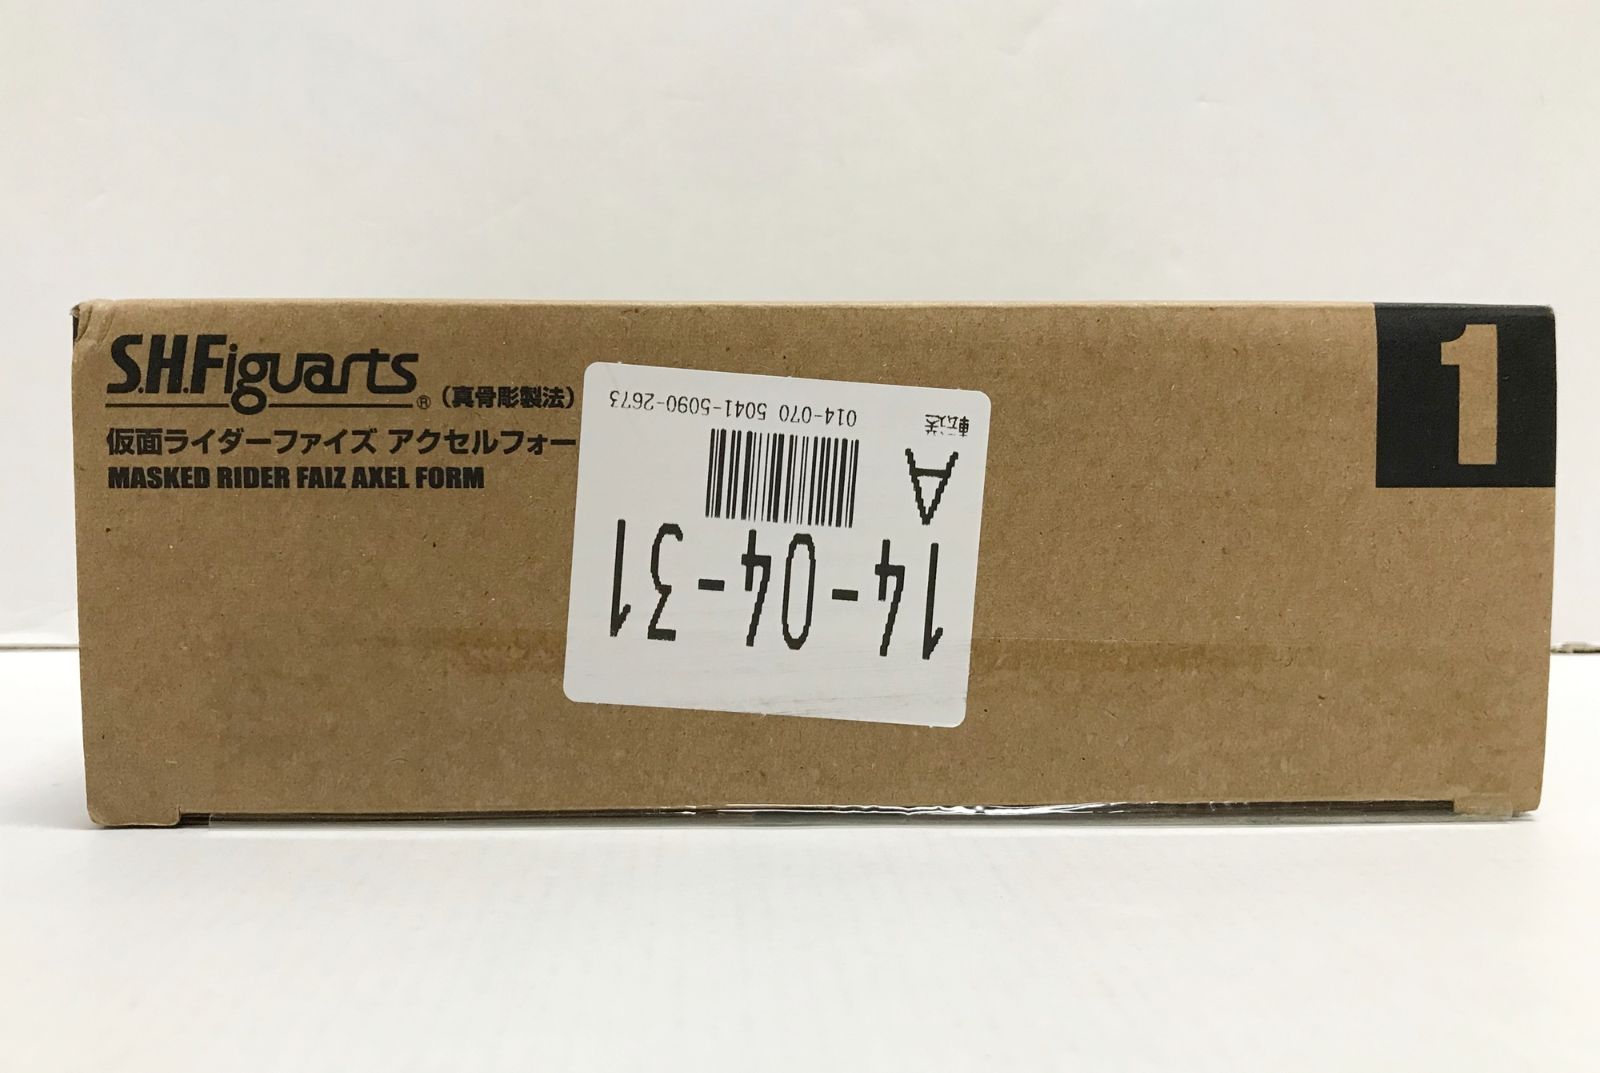 S.H.Figuarts® (真骨彫製法)
仮面ライダーファイズ アクセルフォー
MASKED RIDER FAIZ AXEL FORM
1
14-04-31
A
転送
014-070 5041-5090-2673